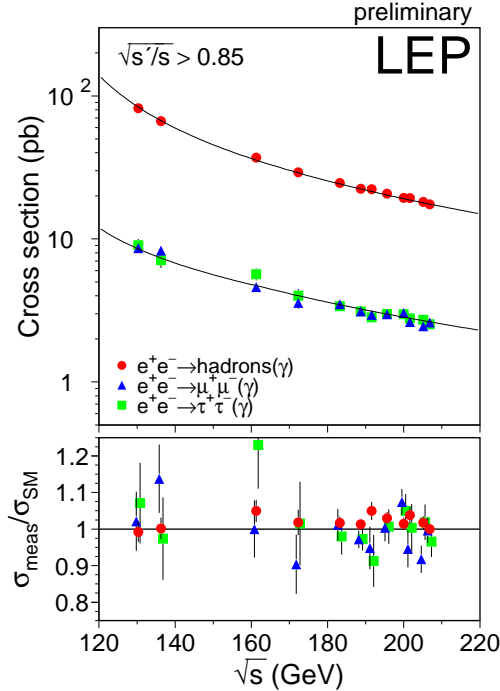 preliminary
√s´/s > 0.85
LEP
Cross section (pb)
10²
10
1
e⁺e⁻→hadrons(γ)
e⁺e⁻→μ⁺μ⁻(γ)
e⁺e⁻→τ⁺τ⁻(γ)
σmeas/σSM
1.2
1.1
1
0.9
0.8
120 140 160 180 200 220
√s (GeV)